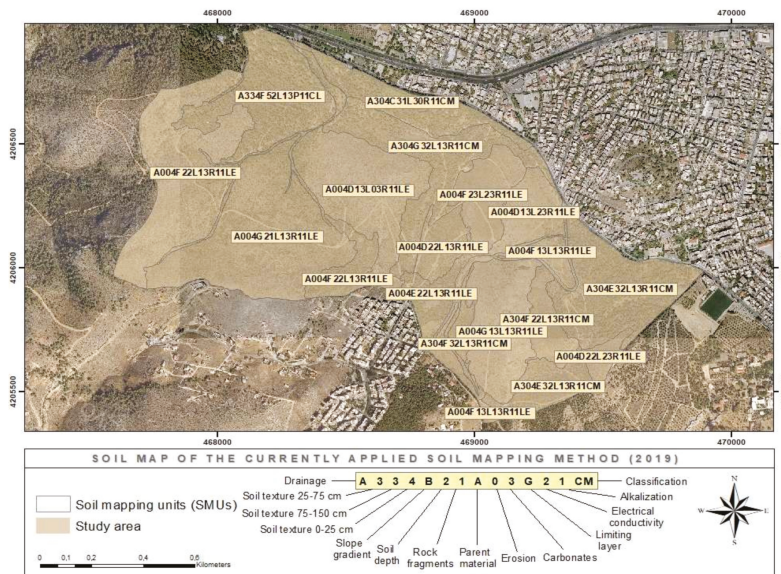 468000
469000
470000
4206500
4206000
4205500
A334F52L13P11CL
A304C31L30R11CM
A304G32L13R11CM
A004F22L13R11LE
A004D13L03R11LE
A004F23L23R11LE
A004D13L23R11LE
A004G21L13R11LE
A004D22L13R11LE
A004F13L13R11LE
A004F22L13R11LE
A004E22L13R11LE
A304E32L13R11CM
A304F22L13R11CM
A004G13L13R11LE
A304F32L13R11CM
A004D22L23R11LE
A304E32L13R11CM
A004F13L13R11LE
468000
469000
470000
SOIL MAP OF THE CURRENTLY APPLIED SOIL MAPPING METHOD (2019)
Drainage
A 3 3 4 B 2 1 A 0 3 G 2 1 CM
Classification
Soil texture 25-75 cm
Alkalization
Soil mapping units (SMUs)
Soil texture 75-150 cm
Electrical conductivity
Study area
Soil texture 0-25 cm
Limiting layer
Slope gradient
Soil depth
Rock fragments
Parent material
Erosion
Carbonates
N
W
E
S
0 0,1 0,2 0,4 0,6
Kilometers